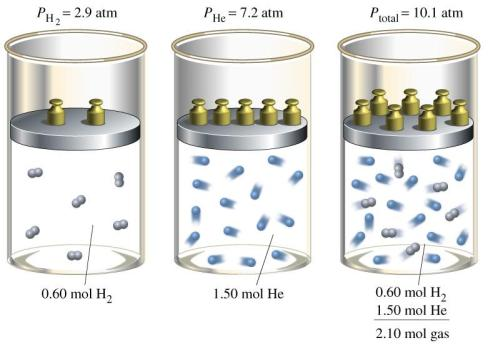 P_H₂ = 2.9 atm
P_He = 7.2 atm
P_total = 10.1 atm
0.60 mol H₂
1.50 mol He
0.60 mol H₂
1.50 mol He
2.10 mol gas